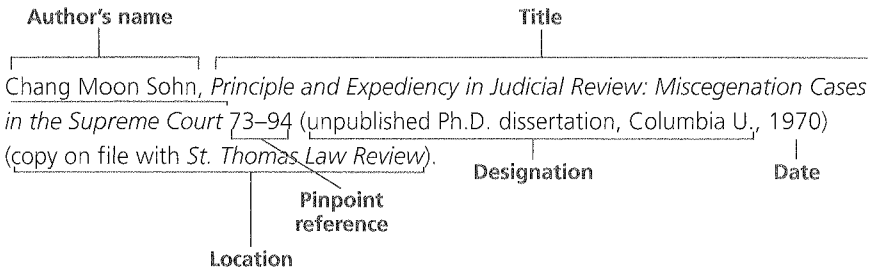 Author's name Title
Chang Moon Sohn, Principle and Expediency in Judicial Review: Miscegenation Cases
in the Supreme Court 73–94 (unpublished Ph.D. dissertation, Columbia U., 1970)
(copy on file with St. Thomas Law Review).
Designation Date
Pinpoint
reference
Location